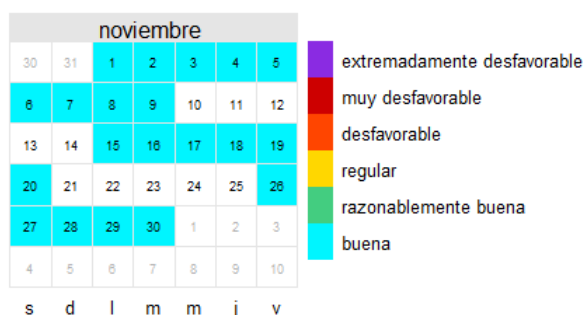 noviembre
30 31 1 2 3 4 5
6 7 8 9 10 11 12
13 14 15 16 17 18 19
20 21 22 23 24 25 26
27 28 29 30 1 2 3
4 5 6 7 8 9 10
s d l m m j v
extremadamente desfavorable
muy desfavorable
desfavorable
regular
razonablemente buena
buena